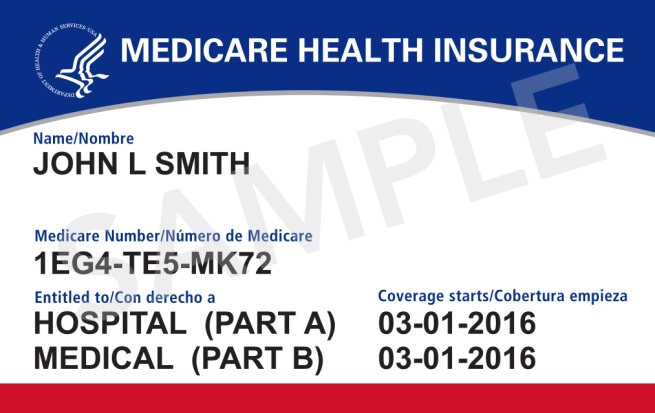 DEPARTMENT OF HEALTH & HUMAN SERVICES·USA
MEDICARE HEALTH INSURANCE
SAMPLE
Name/Nombre
JOHN L SMITH
Medicare Number/Número de Medicare
1EG4-TE5-MK72
Entitled to/Con derecho a
Coverage starts/Cobertura empieza
HOSPITAL (PART A) 03-01-2016
MEDICAL (PART B) 03-01-2016